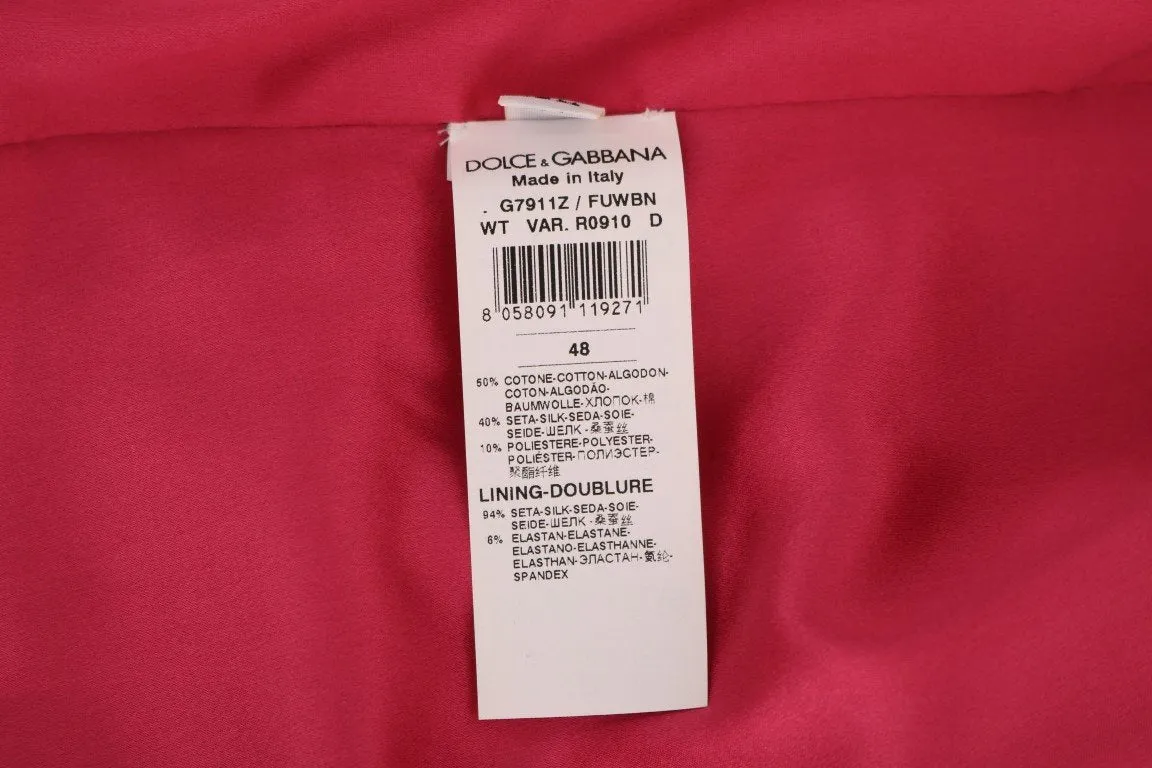 DOLCE & GABBANA
Made in Italy
. G7911Z / FUWBN
WT VAR. R0910 D
8 058091 119271
48
50% COTONE-COTTON-ALGODON-
COTON-ALGODÃO-
BAUMWOLLE-ХЛОПОК-棉
40% SETA-SILK-SEDA-SOIE-
SEIDE-ШЕЛК-桑蚕丝
10% POLIESTERE-POLYESTER-
POLIÉSTER-ПОЛИЭСТЕР-
聚酯纤维
LINING-DOUBLURE
94% SETA-SILK-SEDA-SOIE-
SEIDE-ШЕЛК-桑蚕丝
6% ELASTAN-ELASTANE-
ELASTANO-ELASTHANNE-
ELASTHAN-ЭЛАСТАН-氨纶-
SPANDEX